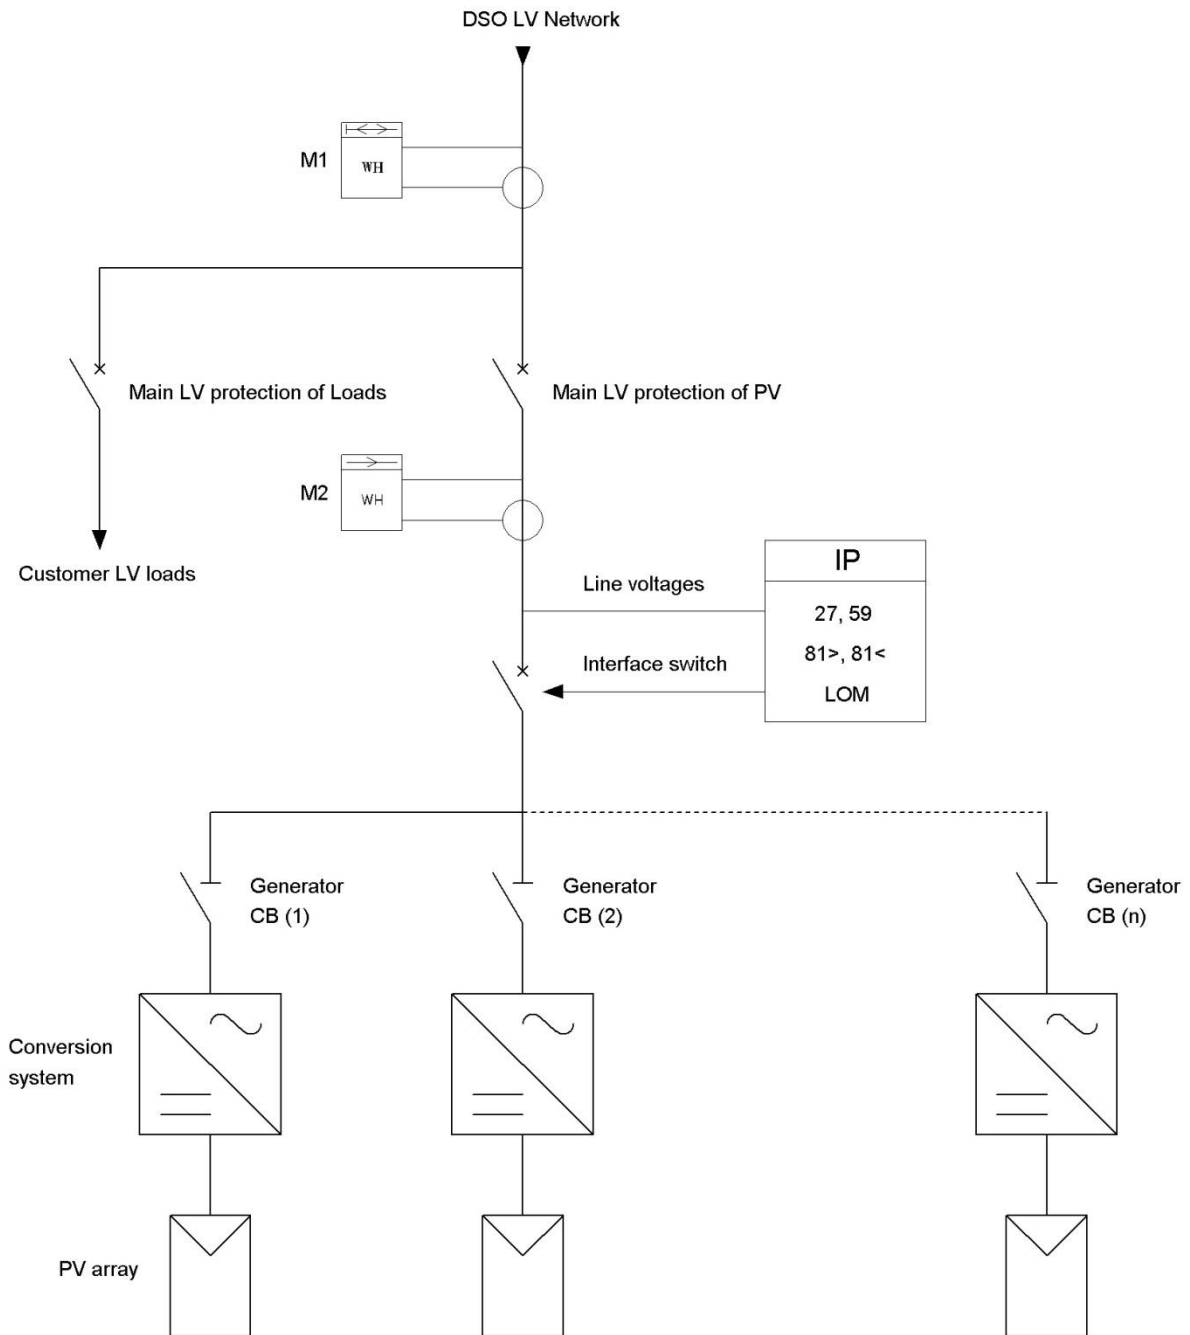 DSO LV Network
M1
WH
Main LV protection of Loads
Main LV protection of PV
M2
WH
Customer LV loads
IP
Line voltages
27, 59
81>, 81<
Interface switch
LOM
Generator
CB (1)
Generator
CB (2)
Generator
CB (n)
Conversion
system
PV array